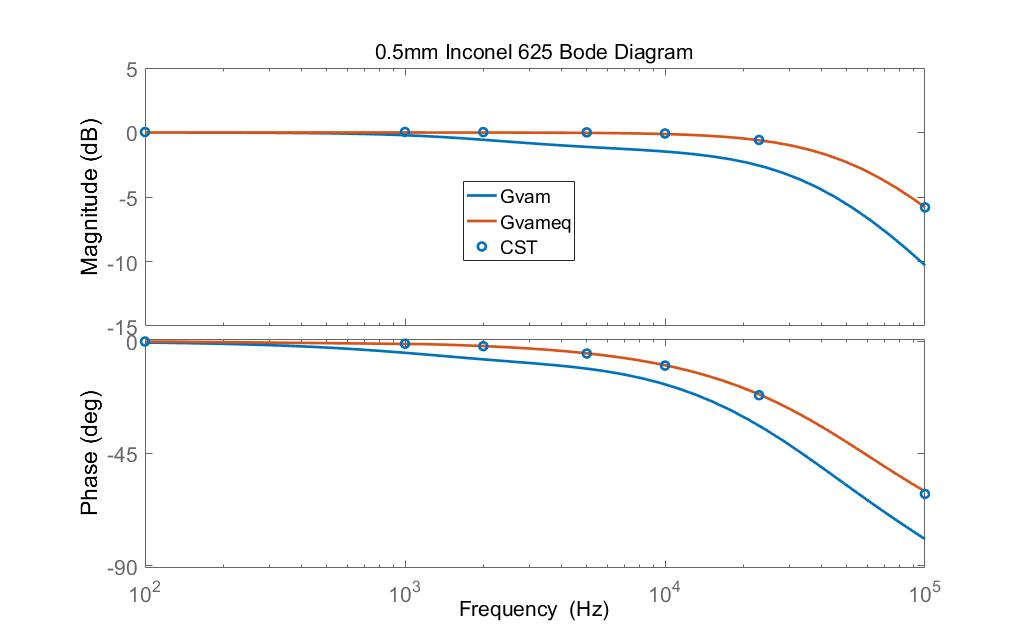 0.5mm Inconel 625 Bode Diagram
5
0
-5
-10
-15
Magnitude (dB)
Gvam
Gvameq
CST
0
-45
-90
Phase (deg)
10^2 10^3 10^4 10^5
Frequency (Hz)